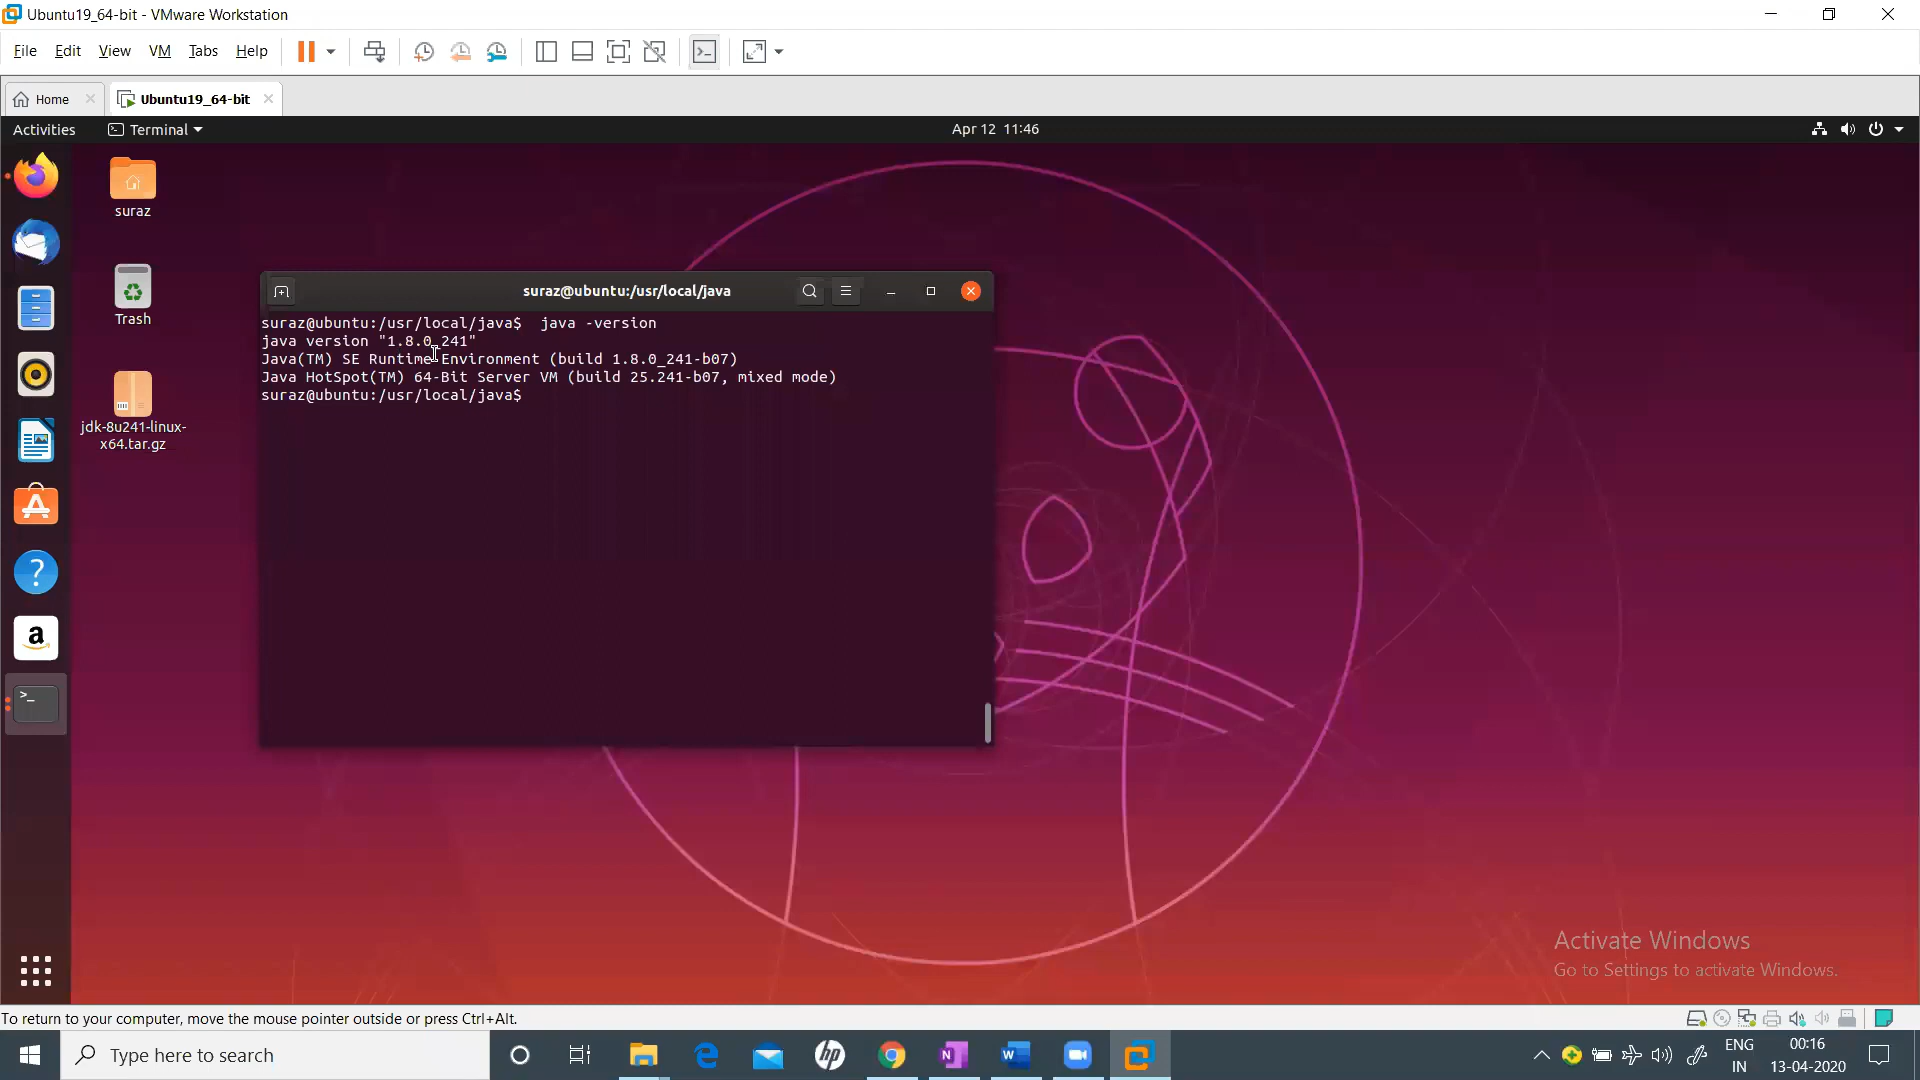 Ubuntu19_64-bit - VMware Workstation
File Edit View VM Tabs Help
Home Ubuntu19_64-bit
Activities Terminal Apr 12 11:46
suraz
Trash
jdk-8u241-linux-
x64.tar.gz
suraz@ubuntu:/usr/local/java
suraz@ubuntu:/usr/local/java$ java -version
java version "1.8.0_241"
Java(TM) SE Runtime Environment (build 1.8.0_241-b07)
Java HotSpot(TM) 64-Bit Server VM (build 25.241-b07, mixed mode)
suraz@ubuntu:/usr/local/java$
Activate Windows
Go to Settings to activate Windows.
To return to your computer, move the mouse pointer outside or press Ctrl+Alt.
Type here to search
ENG
IN
00:16
13-04-2020